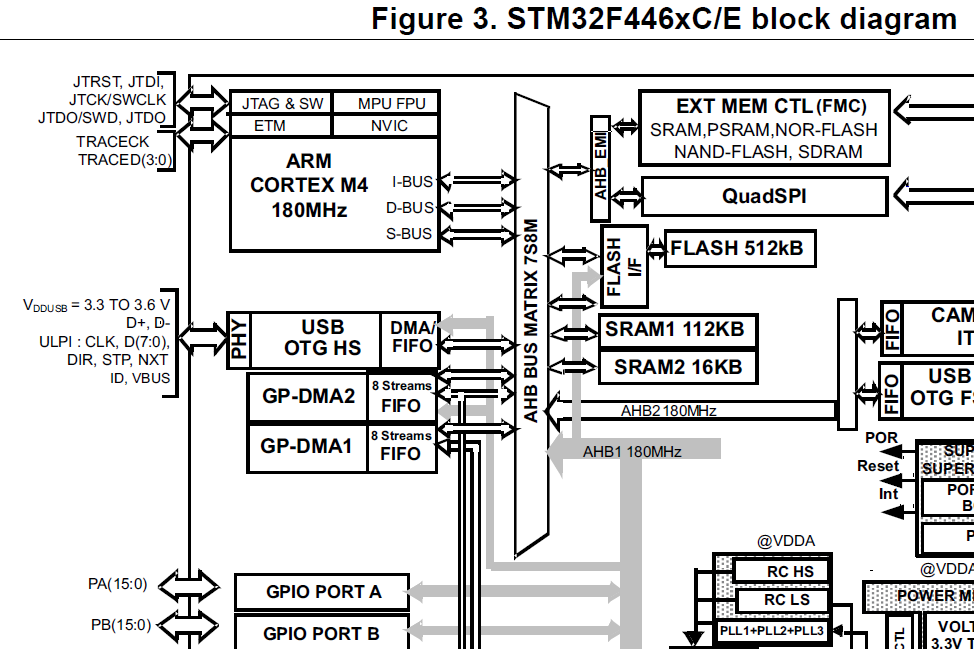 Figure 3. STM32F446xC/E block diagram
JTRST, JTDI,
JTCK/SWCLK
JTDO/SWD, JTDO
TRACECK
TRACED(3:0)
JTAG & SW
MPU FPU
ETM
NVIC
ARM
CORTEX M4
180MHz
I-BUS
D-BUS
S-BUS
AHB BUS MATRIX 7S8M
AHB EMI
EXT MEM CTL (FMC)
SRAM,PSRAM,NOR-FLASH
NAND-FLASH, SDRAM
QuadSPI
FLASH
I/F
FLASH 512kB
SRAM1 112KB
SRAM2 16KB
VDDUSB = 3.3 TO 3.6 V
D+, D-
ULPI : CLK, D(7:0),
DIR, STP, NXT
ID, VBUS
PHY
USB
OTG HS
DMA/
FIFO
GP-DMA2
8 Streams
FIFO
GP-DMA1
8 Streams
FIFO
AHB2 180MHz
AHB1 180MHz
FIFO
CAM
IT
FIFO
USB
OTG FS
POR
Reset
Int
SUP
SUPER
POR
B
P
@VDDA
@VDDA
RC HS
RC LS
PLL1+PLL2+PLL3
POWER M
VOLT
3.3V T
CTL
PA(15:0)
GPIO PORT A
PB(15:0)
GPIO PORT B